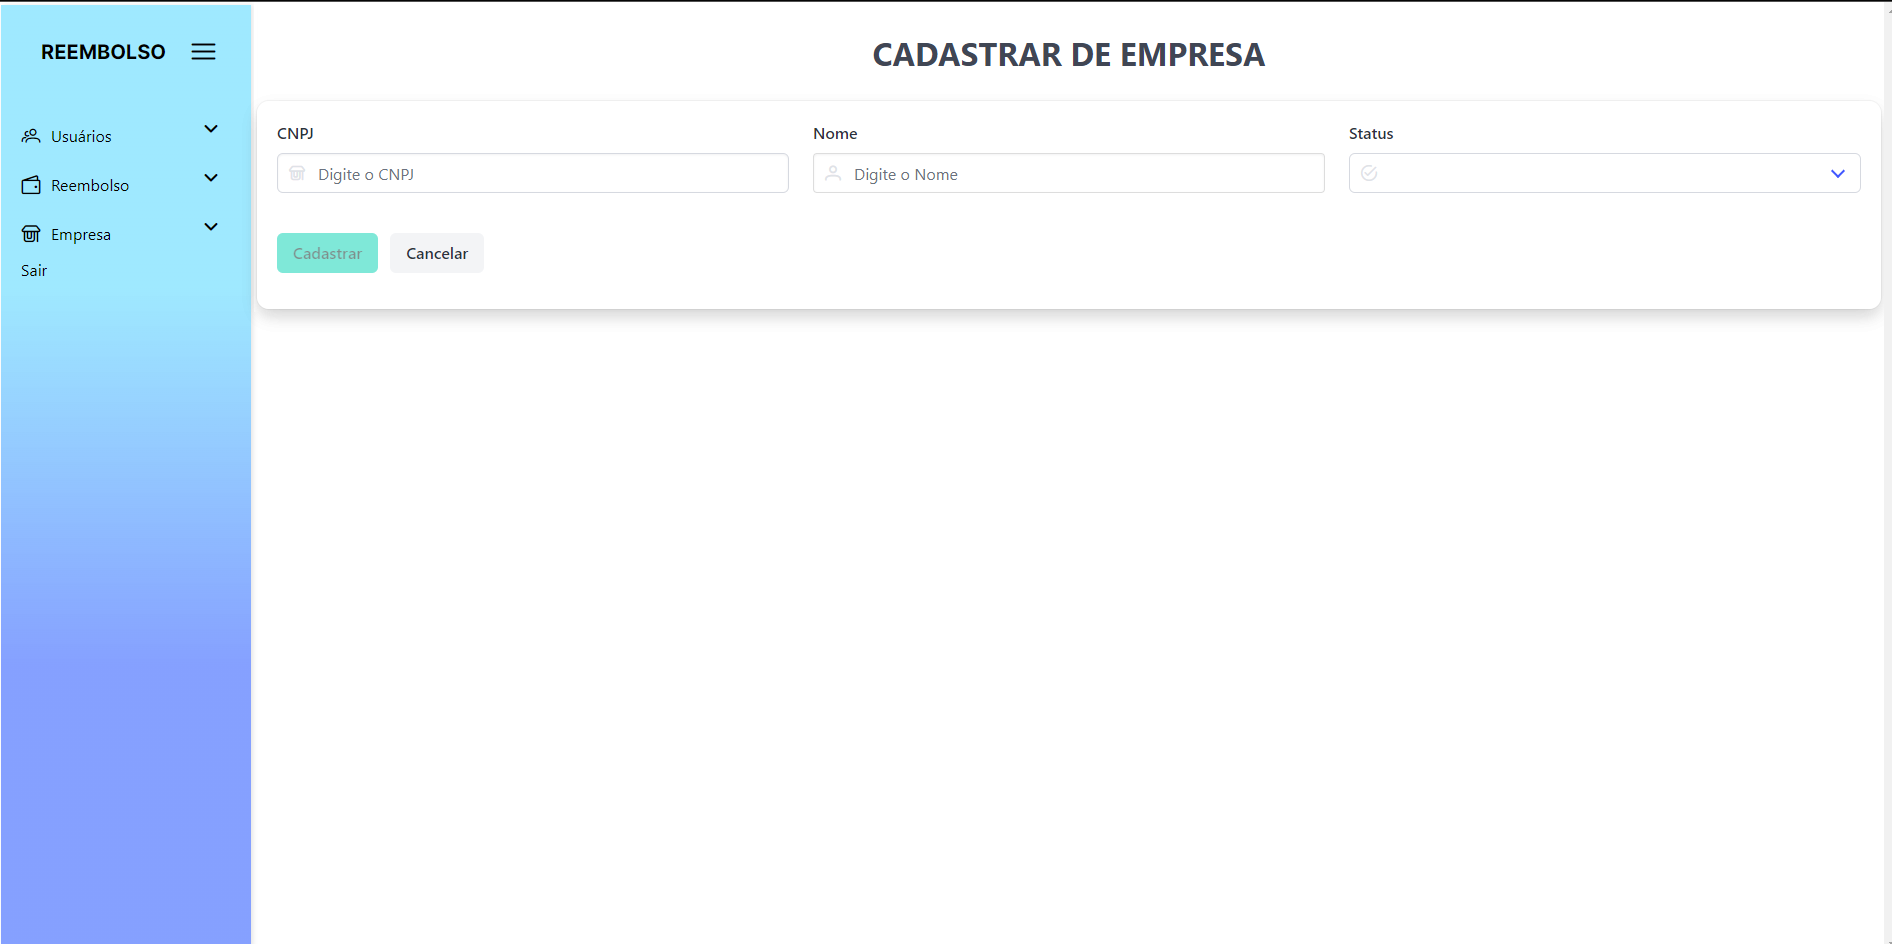 REEMBOLSO
Usuários
Reembolso
Empresa
Sair
CADASTRAR DE EMPRESA
CNPJ
Digite o CNPJ
Nome
Digite o Nome
Status
Cadastrar
Cancelar